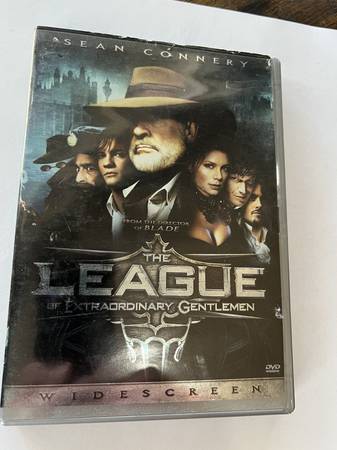 SEAN CONNERY
FROM THE DIRECTOR
OF BLADE
THE
LEAGUE
OF EXTRAORDINARY GENTLEMEN
DVD
WIDESCREEN